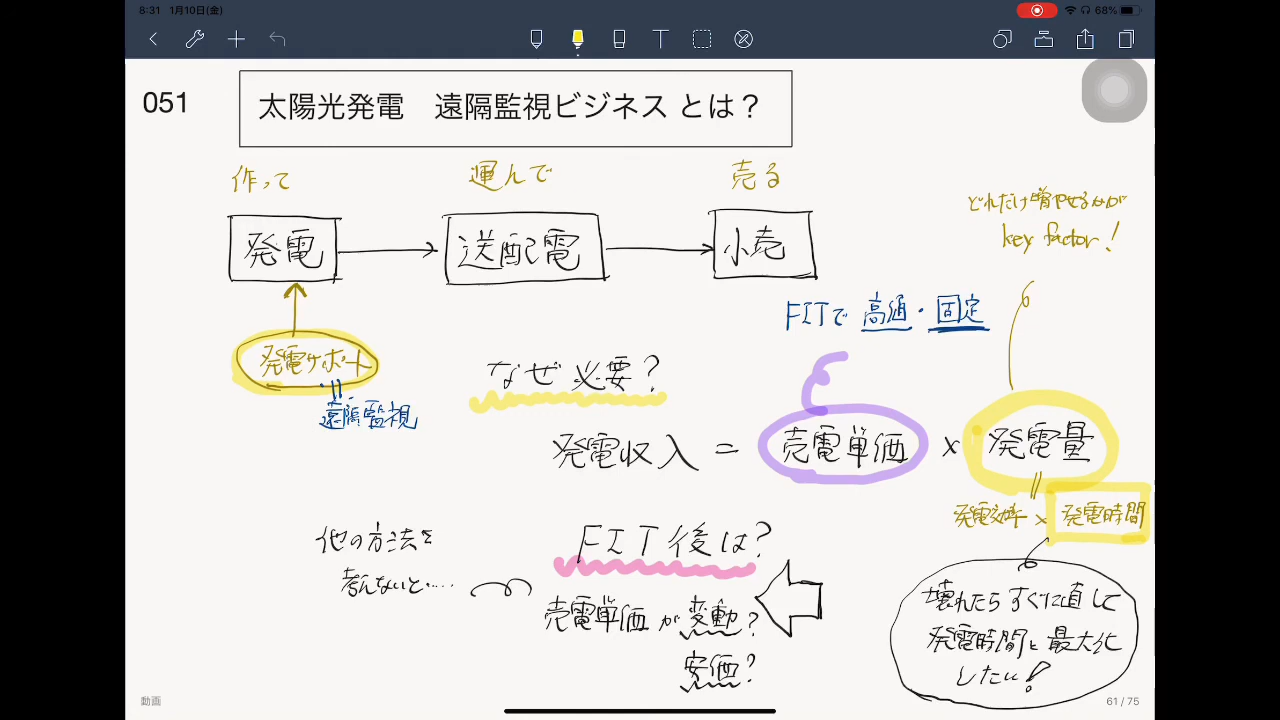 8:31 1月10日(金)
68%
051
太陽光発電 遠隔監視ビジネス とは？
作って
運んで
売る
どれだけ増やせるかが
key factor!
発電
送配電
小売
FITで 高通・固定
発電サポート
遠隔監視
なぜ必要？
発電収入 = 売電単価 × 発電量
発電効率 × 発電時間
他の方法を
考えないと・・・・
FIT後は？
売電単価が変動？
安価？
壊れたらすぐに直して
発電時間を最大化
したい！
動画
61 / 75